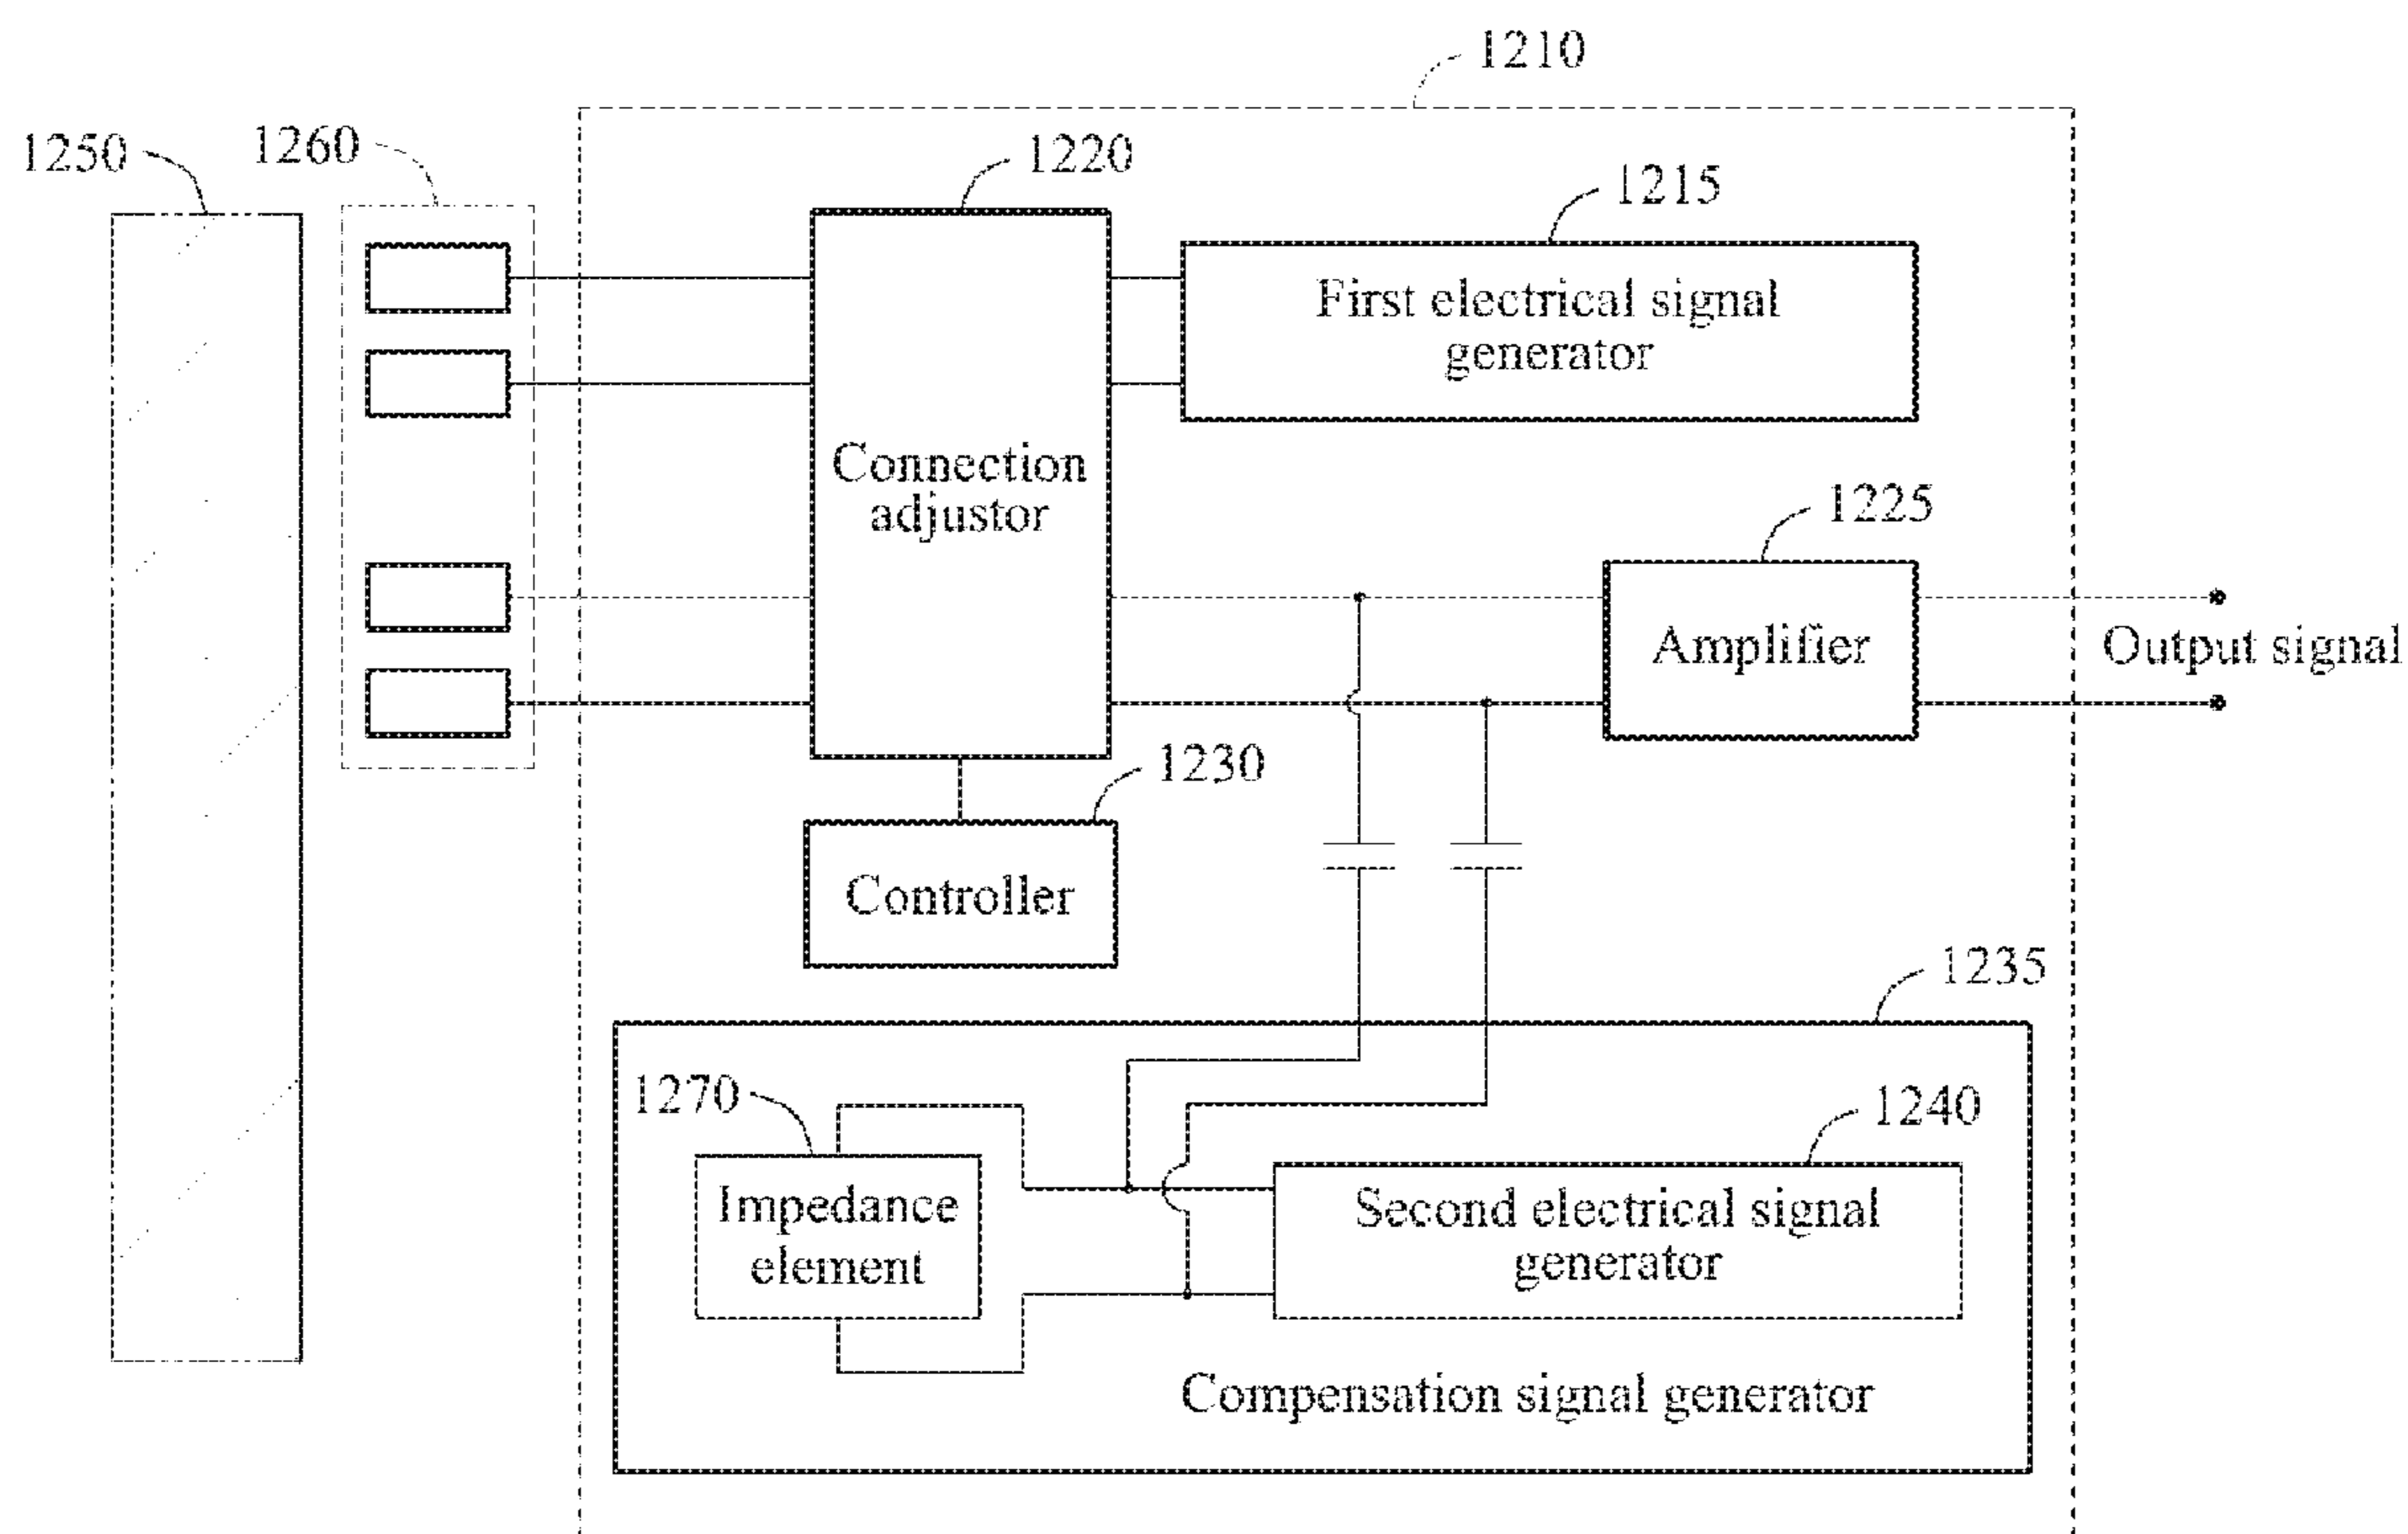 1210
1250
1260
1220
1215
First electrical signal
generator
Connection
adjustor
1225
Amplifier
Output signal
1230
Controller
1235
1270
1240
Impedance
element
Second electrical signal
generator
Compensation signal generator